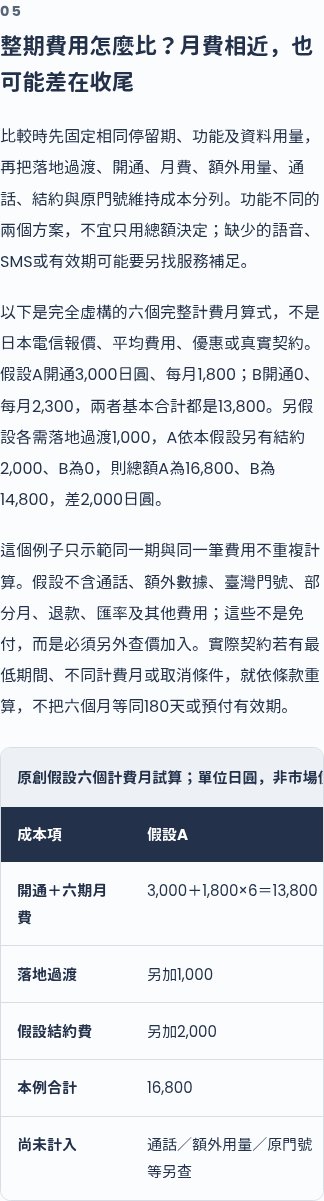 05
整期費用怎麼比？月費相近，也
可能差在收尾
比較時先固定相同停留期、功能及資料用量，
再把落地過渡、開通、月費、額外用量、通
話、結約與原門號維持成本分列。功能不同的
兩個方案，不宜只用總額決定；缺少的語音、
SMS或有效期可能要另找服務補足。
以下是完全虛構的六個完整計費月算式，不是
日本電信報價、平均費用、優惠或真實契約。
假設A開通3,000日圓、每月1,800；B開通0、
每月2,300，兩者基本合計都是13,800。另假
設各需落地過渡1,000，A依本假設另有結約
2,000、B為0，則總額A為16,800、B為
14,800，差2,000日圓。
這個例子只示範同一期與同一筆費用不重複計
算。假設不含通話、額外數據、臺灣門號、部
分月、退款、匯率及其他費用；這些不是免
付，而是必須另外查價加入。實際契約若有最
低期間、不同計費月或取消條件，就依條款重
算，不把六個月等同180天或預付有效期。
原創假設六個計費月試算；單位日圓，非市場
成本項 假設A
開通＋六期月 3,000＋1,800×6＝13,800
費
落地過渡 另加1,000
假設結約費 另加2,000
本例合計 16,800
尚未計入 通話／額外用量／原門號
等另查